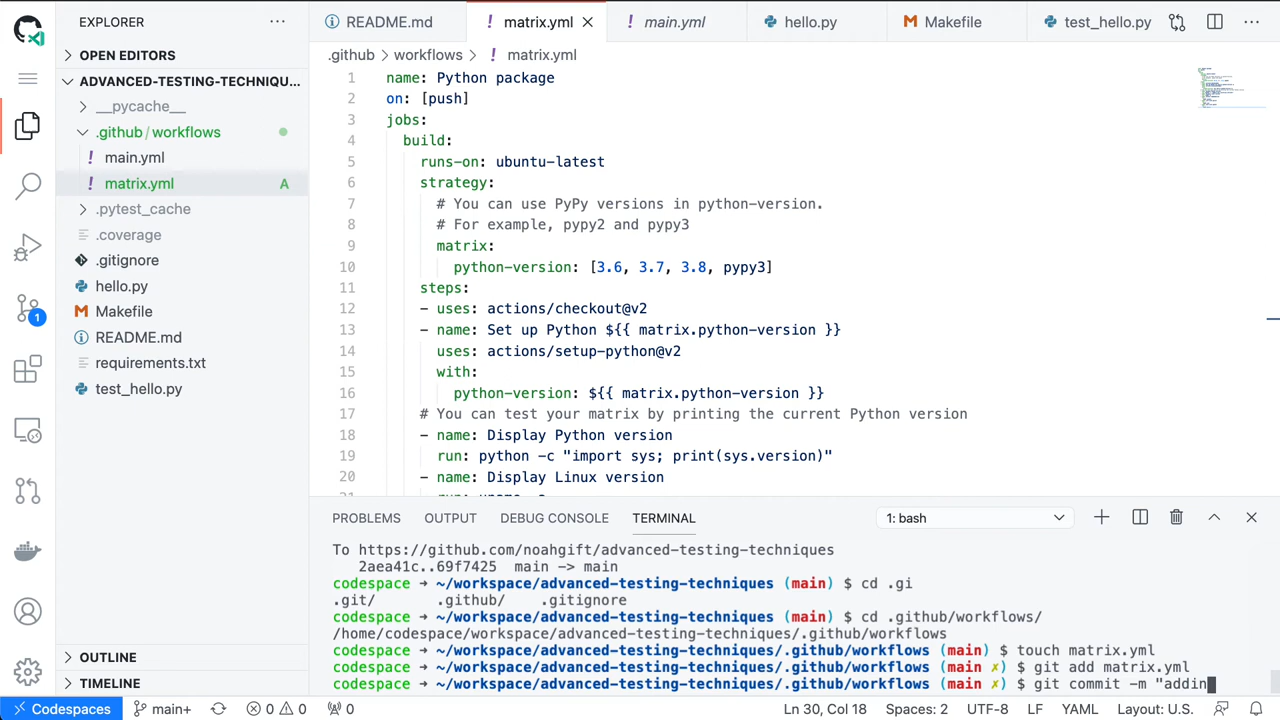 EXPLORER
README.md
matrix.yml
main.yml
hello.py
Makefile
test_hello.py
OPEN EDITORS
ADVANCED-TESTING-TECHNIQU...
__pycache__
.github/workflows
main.yml
matrix.yml A
.pytest_cache
.coverage
.gitignore
hello.py
Makefile
README.md
requirements.txt
test_hello.py
OUTLINE
TIMELINE
1
.github > workflows > ! matrix.yml
1 name: Python package
2 on: [push]
3 jobs:
4 build:
5 runs-on: ubuntu-latest
6 strategy:
7 # You can use PyPy versions in python-version.
8 # For example, pypy2 and pypy3
9 matrix:
10 python-version: [3.6, 3.7, 3.8, pypy3]
11 steps:
12 - uses: actions/checkout@v2
13 - name: Set up Python ${{ matrix.python-version }}
14 uses: actions/setup-python@v2
15 with:
16 python-version: ${{ matrix.python-version }}
17 # You can test your matrix by printing the current Python version
18 - name: Display Python version
19 run: python -c "import sys; print(sys.version)"
20 - name: Display Linux version
PROBLEMS OUTPUT DEBUG CONSOLE TERMINAL 1: bash
To https://github.com/noahgift/advanced-testing-techniques
2aea41c..69f7425 main -> main
codespace → ~/workspace/advanced-testing-techniques (main) $ cd .gi
.git/ .github/ .gitignore
codespace → ~/workspace/advanced-testing-techniques (main) $ cd .github/workflows/
/home/codespace/workspace/advanced-testing-techniques/.github/workflows
codespace → ~/workspace/advanced-testing-techniques/.github/workflows (main) $ touch matrix.yml
codespace → ~/workspace/advanced-testing-techniques/.github/workflows (main ✗) $ git add matrix.yml
codespace → ~/workspace/advanced-testing-techniques/.github/workflows (main ✗) $ git commit -m "addin
Codespaces main+ 0 0 0 Ln 30, Col 18 Spaces: 2 UTF-8 LF YAML Layout: U.S.